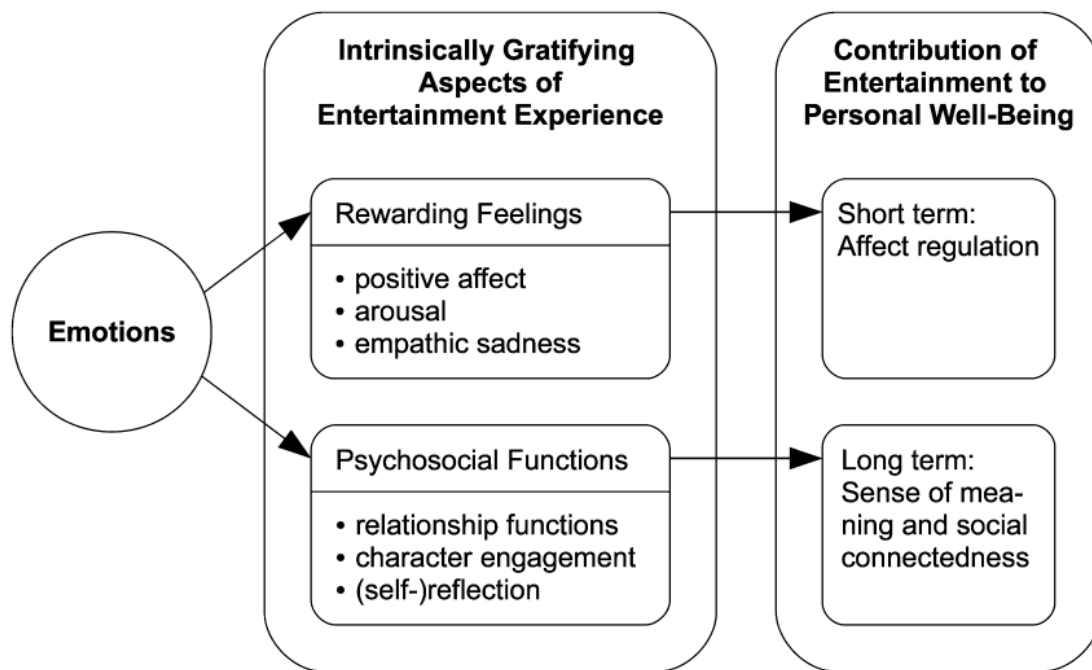 Intrinsically Gratifying
Aspects of
Entertainment Experience
Contribution of
Entertainment to
Personal Well-Being
Emotions
Rewarding Feelings
• positive affect
• arousal
• empathic sadness
Short term:
Affect regulation
Psychosocial Functions
• relationship functions
• character engagement
• (self-)reflection
Long term:
Sense of mea-
ning and social
connectedness